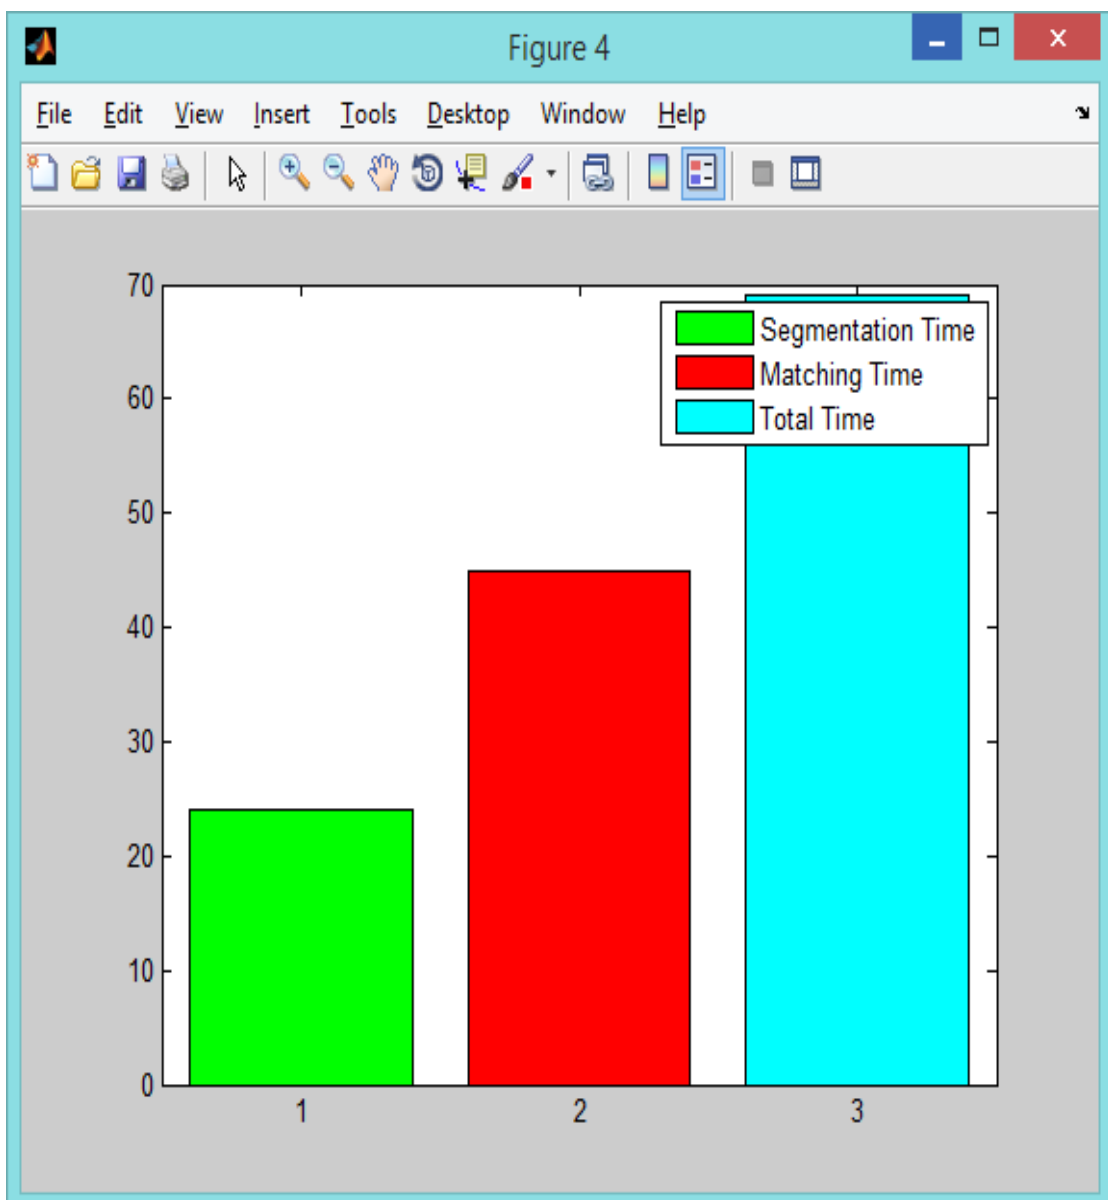 Figure 4
File Edit View Insert Tools Desktop Window Help
70
60
50
40
30
20
10
0
1 2 3
Segmentation Time
Matching Time
Total Time